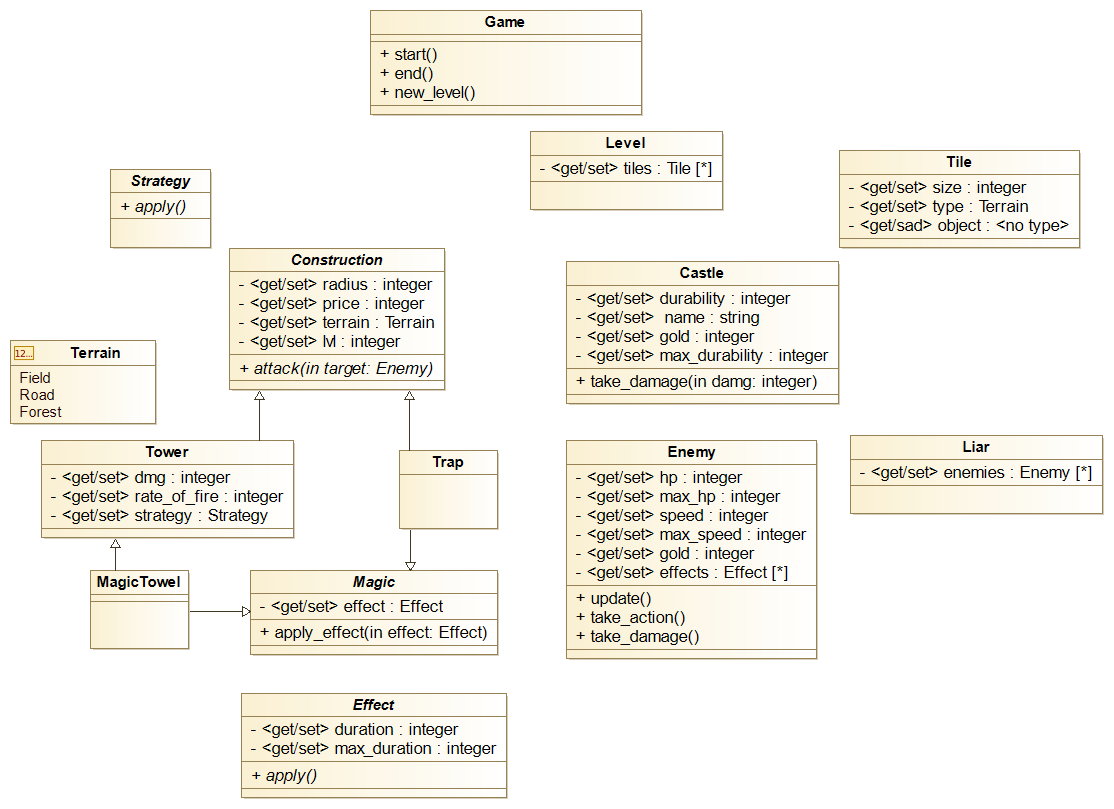 Game
+ start()
+ end()
+ new_level()
Level
- <get/set> tiles : Tile [*]
Tile
- <get/set> size : integer
- <get/set> type : Terrain
- <get/sad> object : <no type>
Strategy
+ apply()
Construction
- <get/set> radius : integer
- <get/set> price : integer
- <get/set> terrain : Terrain
- <get/set> lvl : integer
+ attack(in target: Enemy)
Castle
- <get/set> durability : integer
- <get/set> name : string
- <get/set> gold : integer
- <get/set> max_durability : integer
+ take_damage(in damg: integer)
12... Terrain
Field
Road
Forest
Tower
- <get/set> dmg : integer
- <get/set> rate_of_fire : integer
- <get/set> strategy : Strategy
Trap
Enemy
- <get/set> hp : integer
- <get/set> max_hp : integer
- <get/set> speed : integer
- <get/set> max_speed : integer
- <get/set> gold : integer
- <get/set> effects : Effect [*]
+ update()
+ take_action()
+ take_damage()
Liar
- <get/set> enemies : Enemy [*]
MagicTowel
Magic
- <get/set> effect : Effect
+ apply_effect(in effect: Effect)
Effect
- <get/set> duration : integer
- <get/set> max_duration : integer
+ apply()